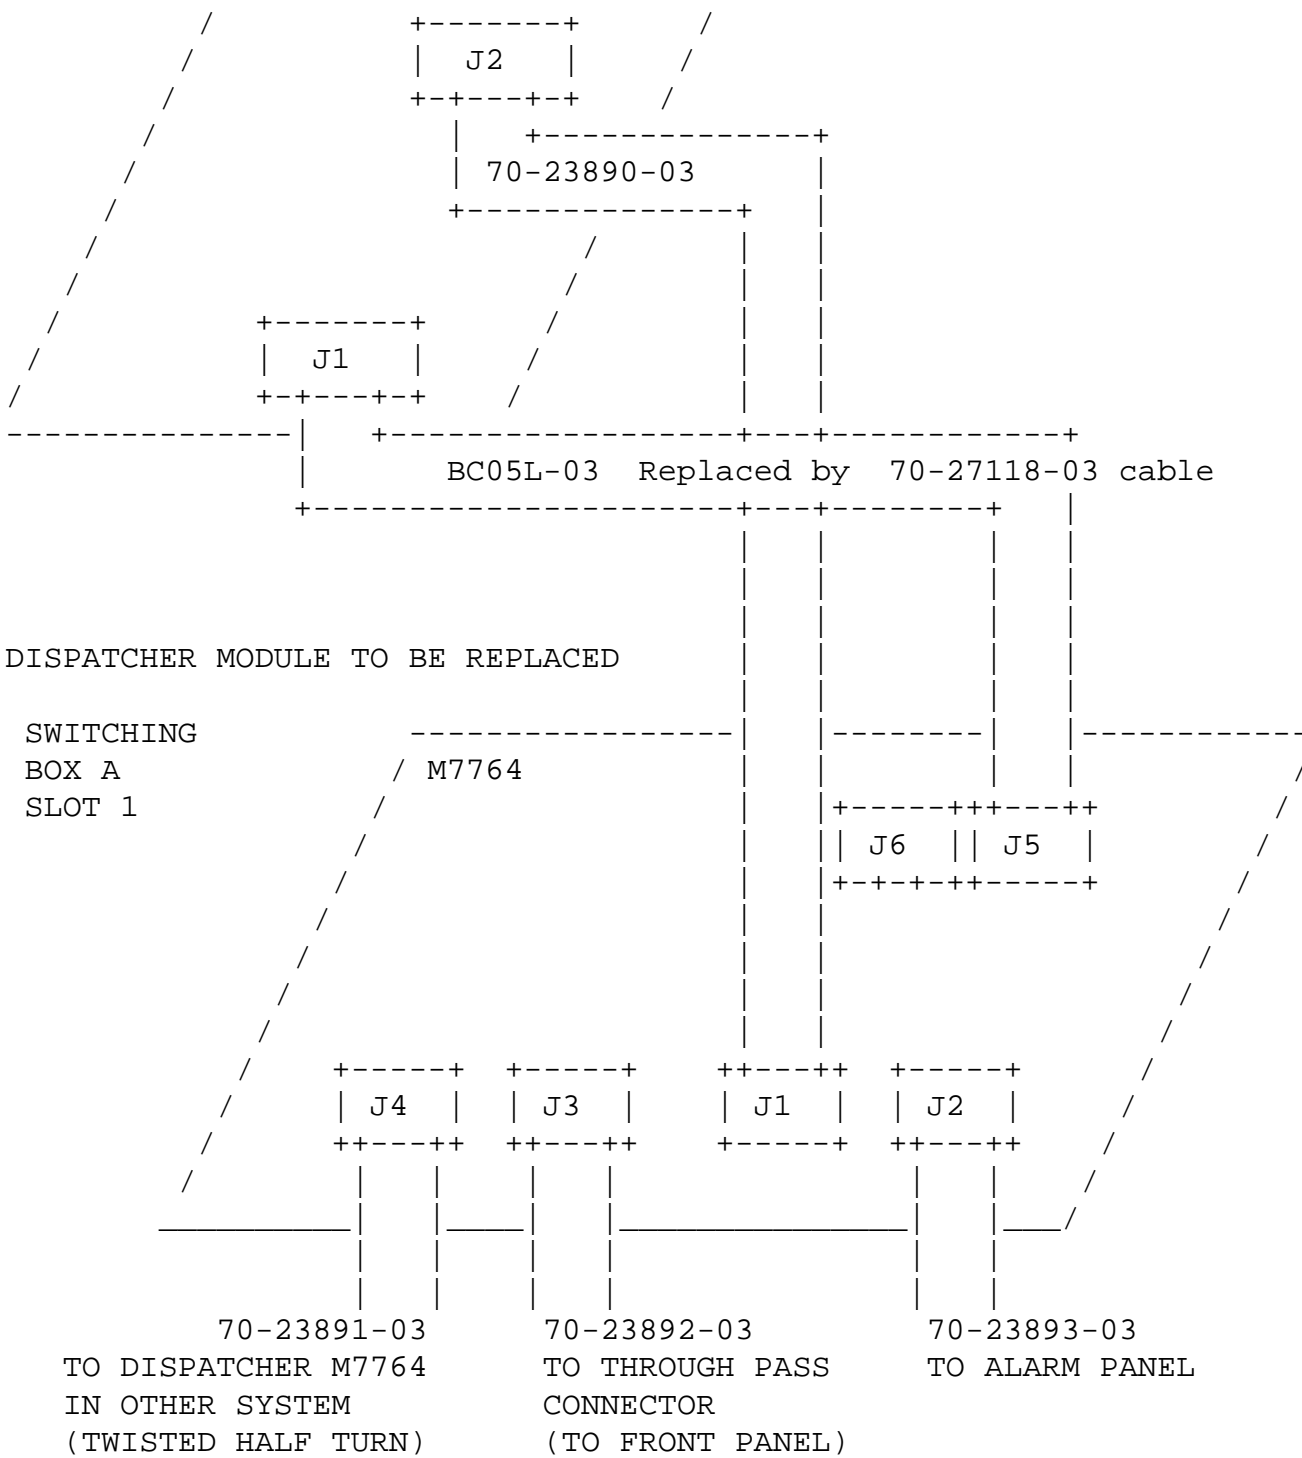 J2
70-23890-03
J1
BC05L-03 Replaced by 70-27118-03 cable
DISPATCHER MODULE TO BE REPLACED
SWITCHING
BOX A
M7764
SLOT 1
J6 J5
J4 J3 J1 J2
70-23891-03 70-23892-03 70-23893-03
TO DISPATCHER M7764 TO THROUGH PASS TO ALARM PANEL
IN OTHER SYSTEM CONNECTOR
(TWISTED HALF TURN) (TO FRONT PANEL)